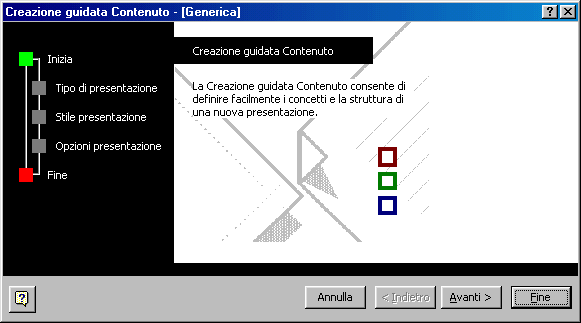 Creazione guidata Contenuto - [Generica]
Creazione guidata Contenuto
Inizia
Tipo di presentazione
Stile presentazione
Opzioni presentazione
Fine
La Creazione guidata Contenuto consente di
definire facilmente i concetti e la struttura di
una nuova presentazione.
Annulla
< Indietro
Avanti >
Fine